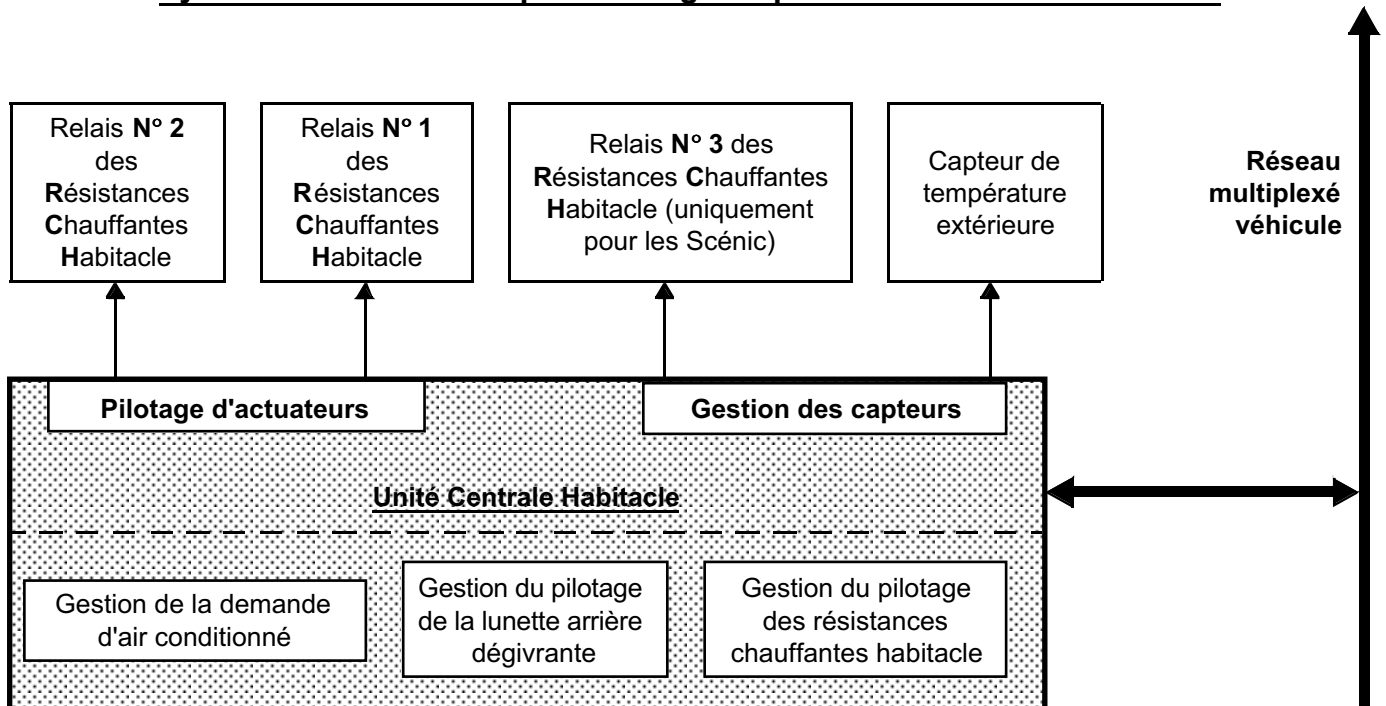 Relais N° 2
des
Résistances
Chauffantes
Habitacle
Relais N° 1
des
Résistances
Chauffantes
Habitacle
Relais N° 3 des
Résistances Chauffantes
Habitacle (uniquement
pour les Scénic)
Capteur de
température
extérieure
Réseau
multiplexé
véhicule
Pilotage d'actuateurs
Gestion des capteurs
Unité Centrale Habitacle
Gestion de la demande
d'air conditionné
Gestion du pilotage
de la lunette arrière
dégivrante
Gestion du pilotage
des résistances
chauffantes habitacle